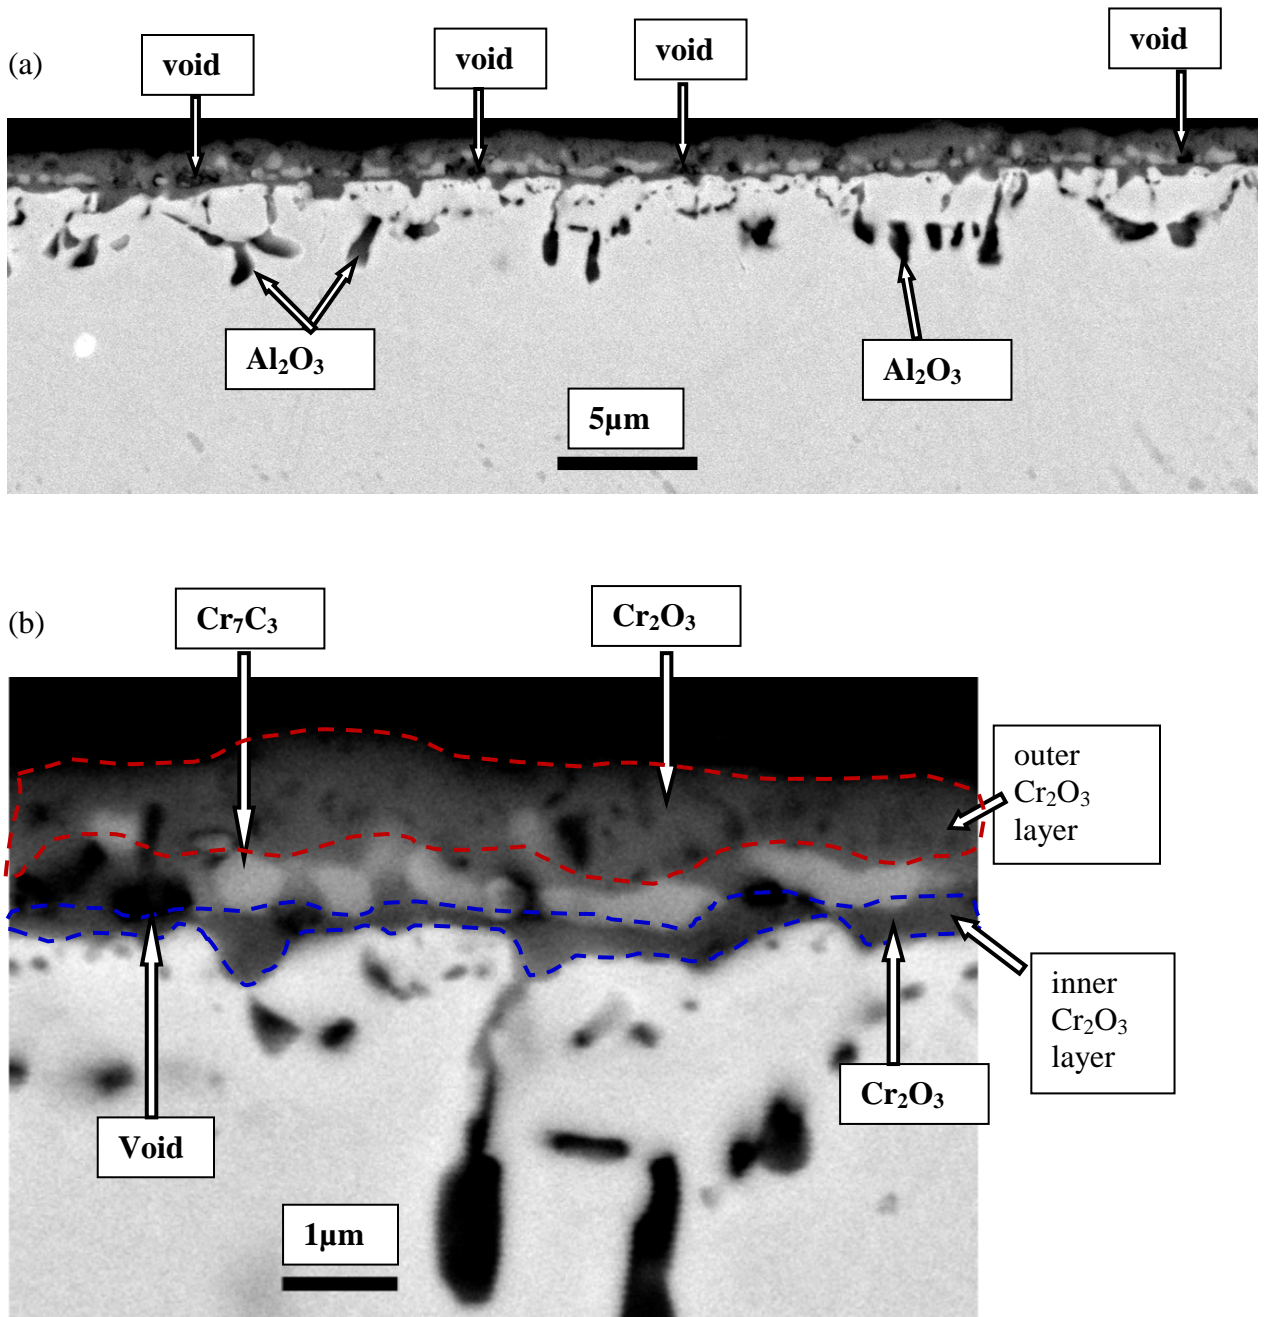 (a)
void
void
void
void
Al₂O₃
Al₂O₃
5µm
(b)
Cr₇C₃
Cr₂O₃
outer
Cr₂O₃
layer
inner
Cr₂O₃
layer
Cr₂O₃
Void
1µm